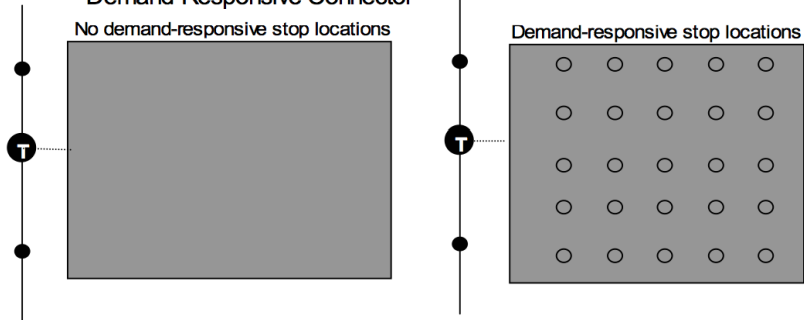 Demand-Responsive Connector
No demand-responsive stop locations
Demand-responsive stop locations
T
T